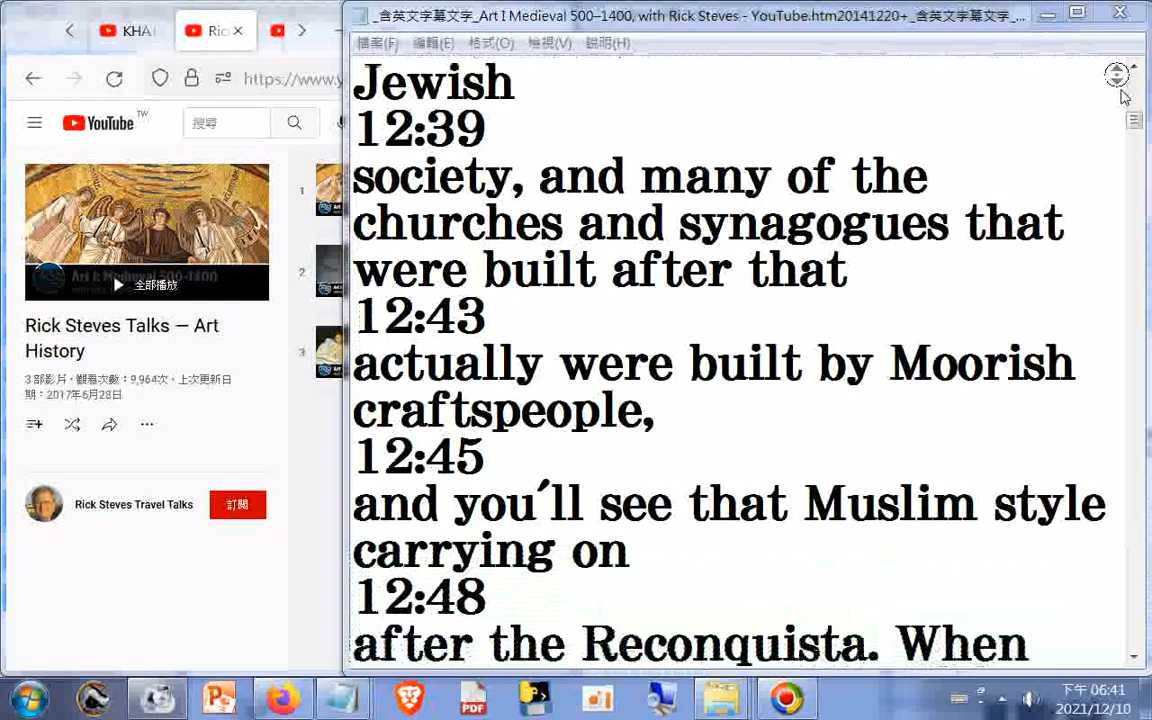 KHA
Ric
https://www.y
YouTube TW
搜尋
Art I: Medieval 500-1400
全部播放
Rick Steves Talks — Art
History
3 部影片・觀看次數：9,964次・上次更新日
期：2017年6月28日
Rick Steves Travel Talks
訂閱
1
2
3
_含英文字幕文字_Art I Medieval 500–1400, with Rick Steves - YouTube.htm20141220+_含英文字幕文字_...
檔案(F) 編輯(E) 格式(O) 檢視(V) 說明(H)
Jewish
12:39
society, and many of the
churches and synagogues that
were built after that
12:43
actually were built by Moorish
craftspeople,
12:45
and you'll see that Muslim style
carrying on
12:48
after the Reconquista. When
PDF
下午 06:41
2021/12/10